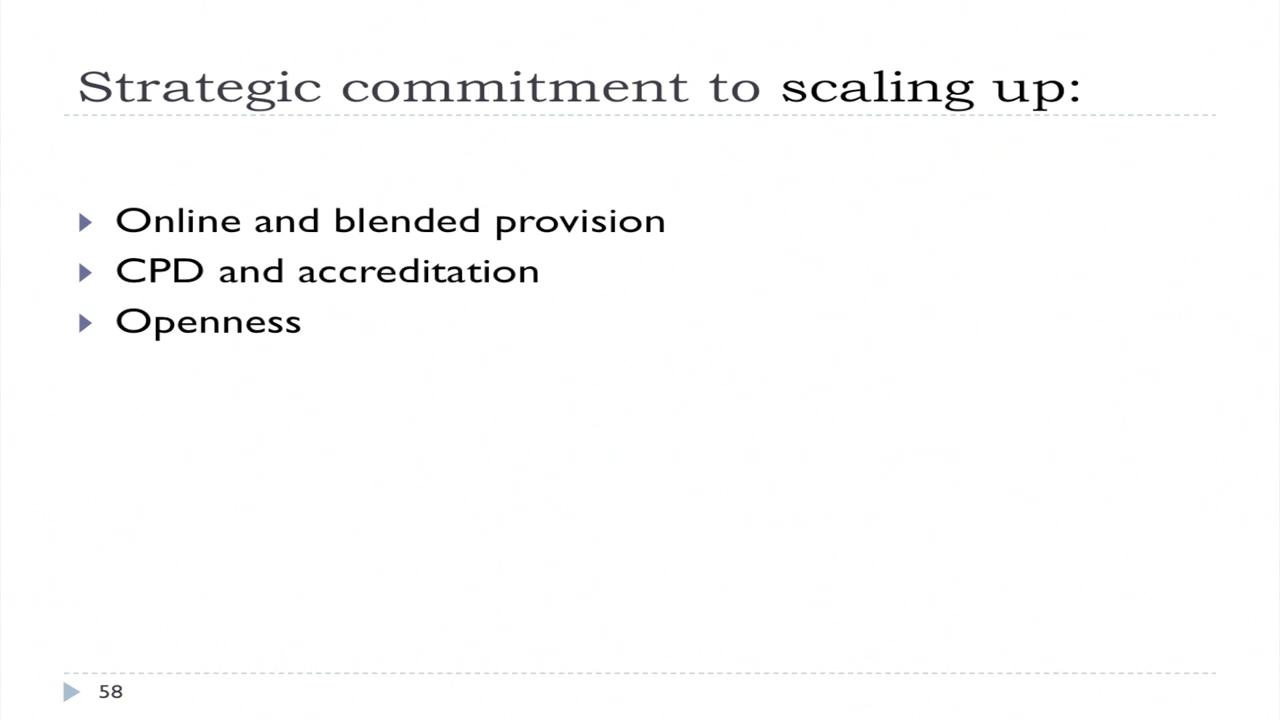 Strategic commitment to scaling up:
Online and blended provision
CPD and accreditation
Openness
58